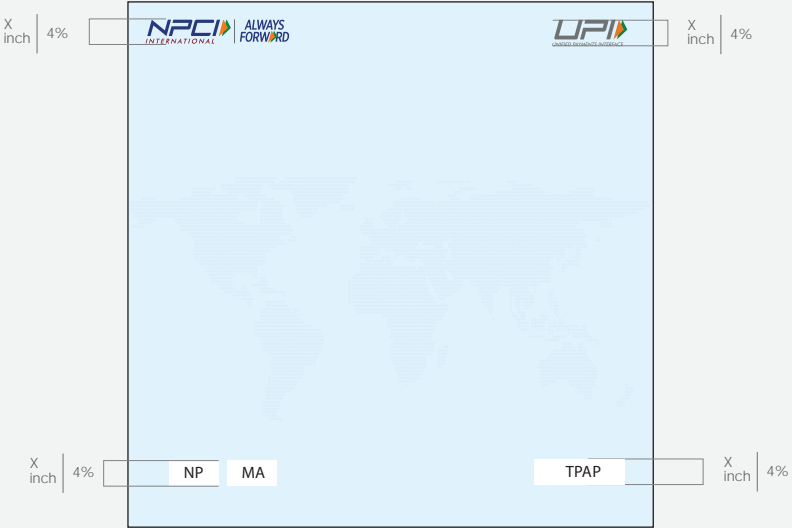 X
inch
4%
NPCI
INTERNATIONAL
ALWAYS
FORWARD
UPI
UNIFIED PAYMENTS INTERFACE
X
inch
4%
X
inch
4%
NP
MA
TPAP
X
inch
4%